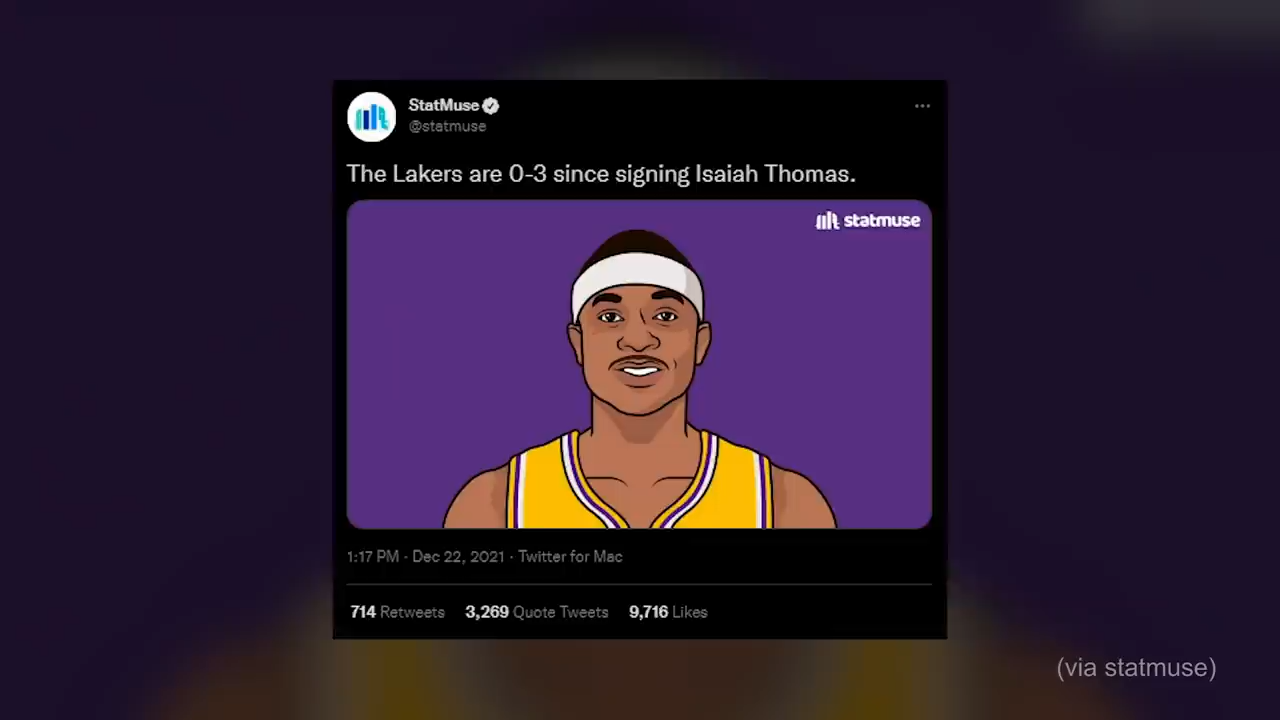 StatMuse
@statmuse
The Lakers are 0-3 since signing Isaiah Thomas.
statmuse
1:17 PM · Dec 22, 2021 · Twitter for Mac
714 Retweets 3,269 Quote Tweets 9,716 Likes
(via statmuse)